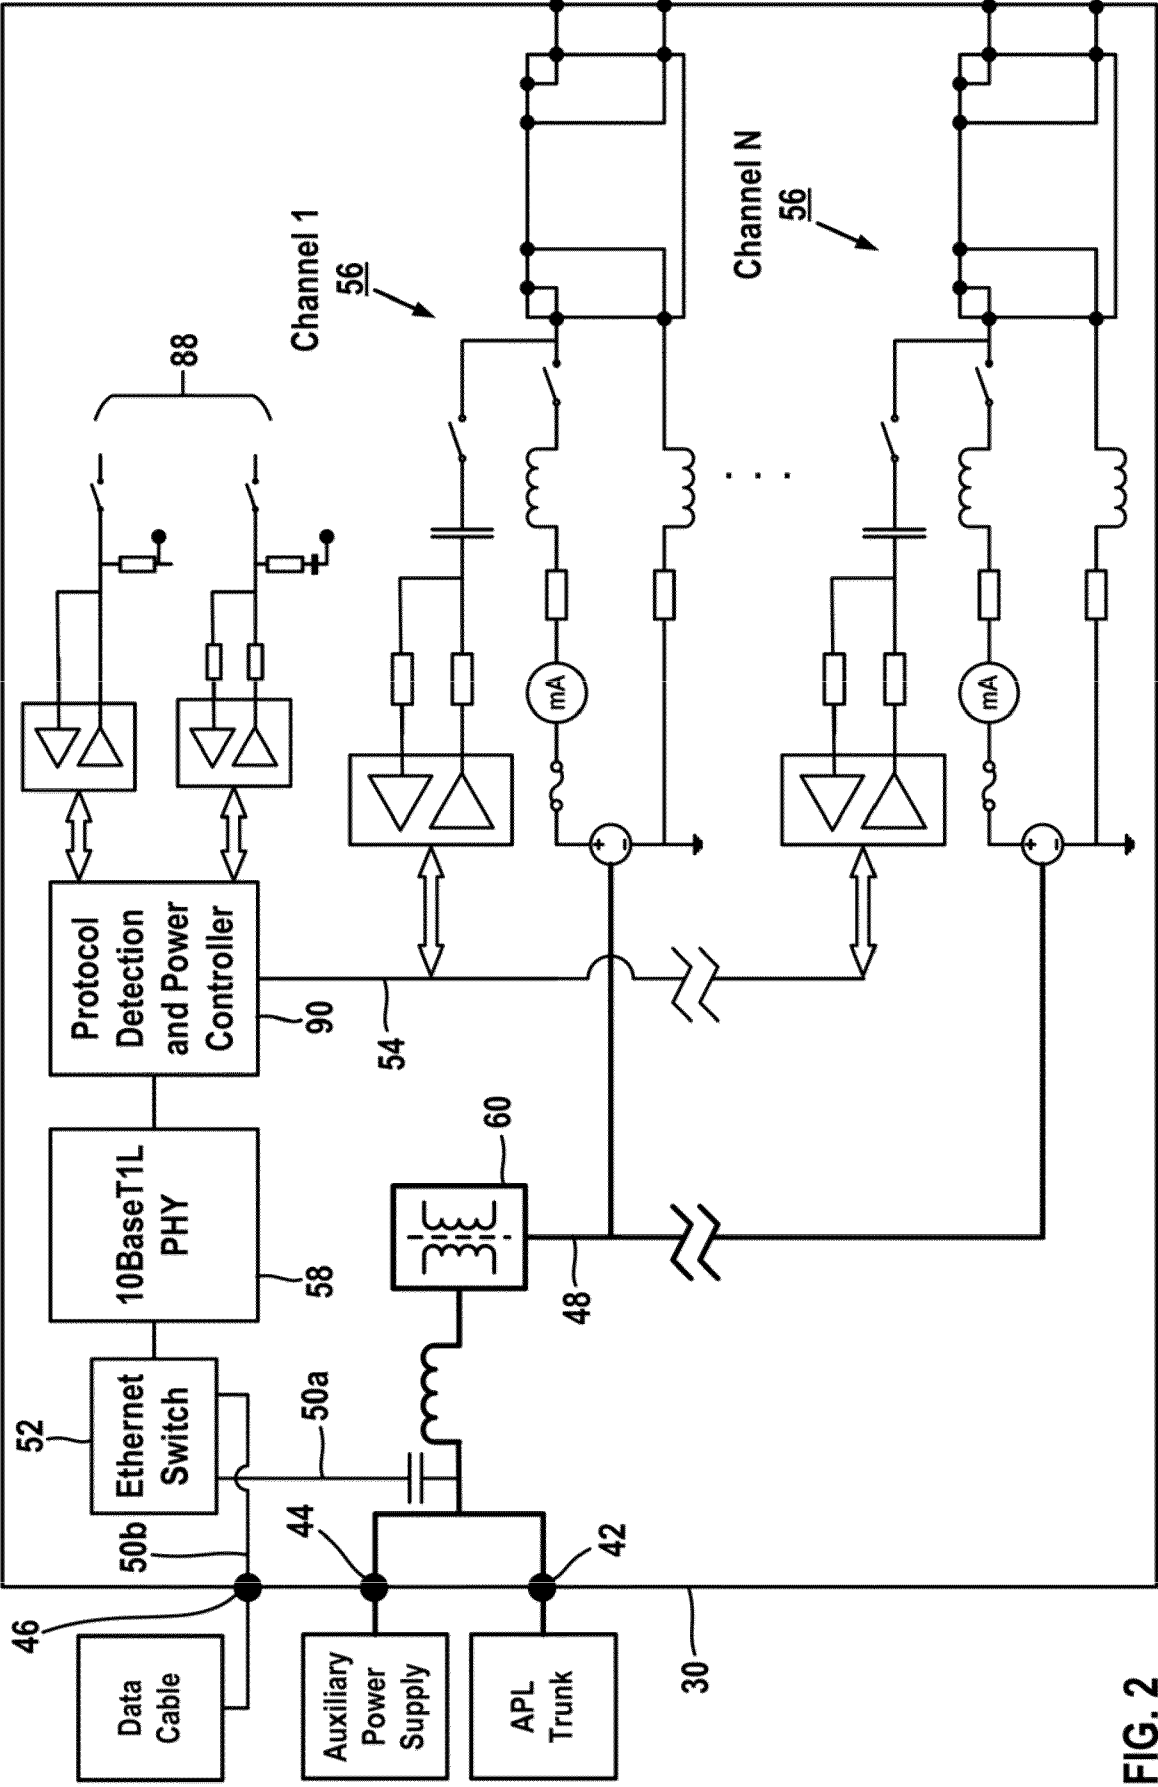 Data
Cable
Auxiliary
Power
Supply
APL
Trunk
46
44
42
30
50b
50a
52
Ethernet
Switch
10BaseT1L
PHY
58
60
48
Protocol
Detection
and Power
Controller
90
54
88
+
-
mA
Channel 1
56
. . .
+
-
mA
Channel N
56
FIG. 2